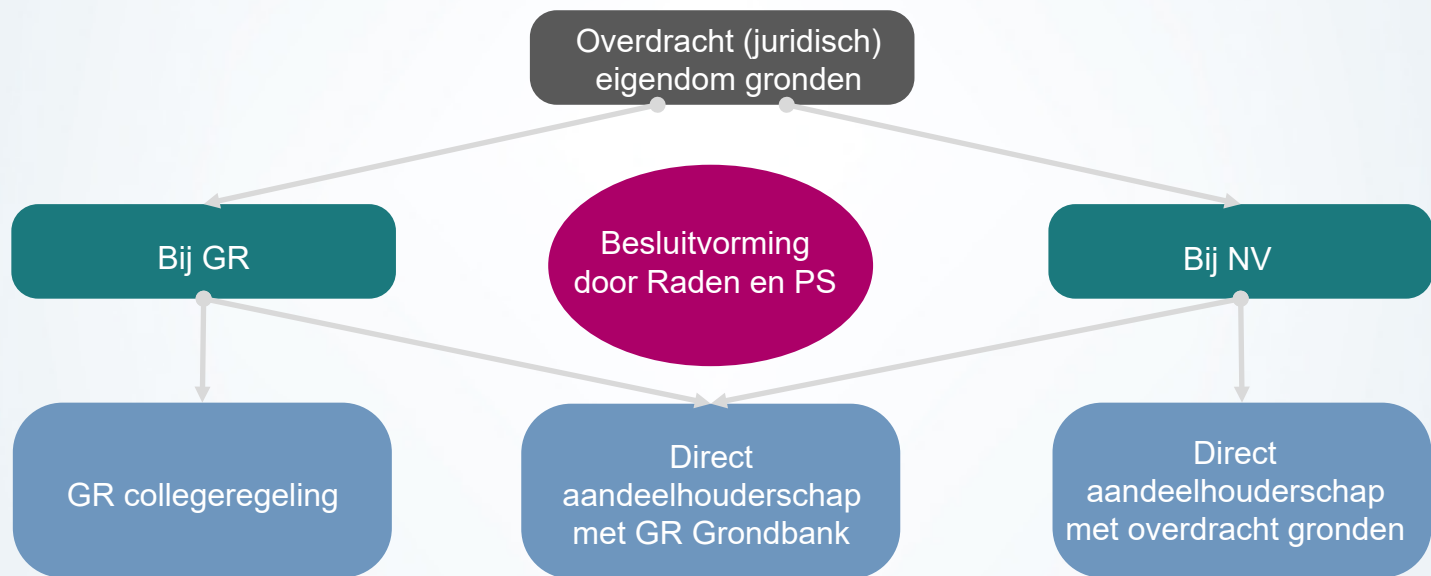 Overdracht (juridisch)
eigendom gronden
Bij GR
Besluitvorming
door Raden en PS
Bij NV
GR collegeregeling
Direct
aandeelhouderschap
met GR Grondbank
Direct
aandeelhouderschap
met overdracht gronden